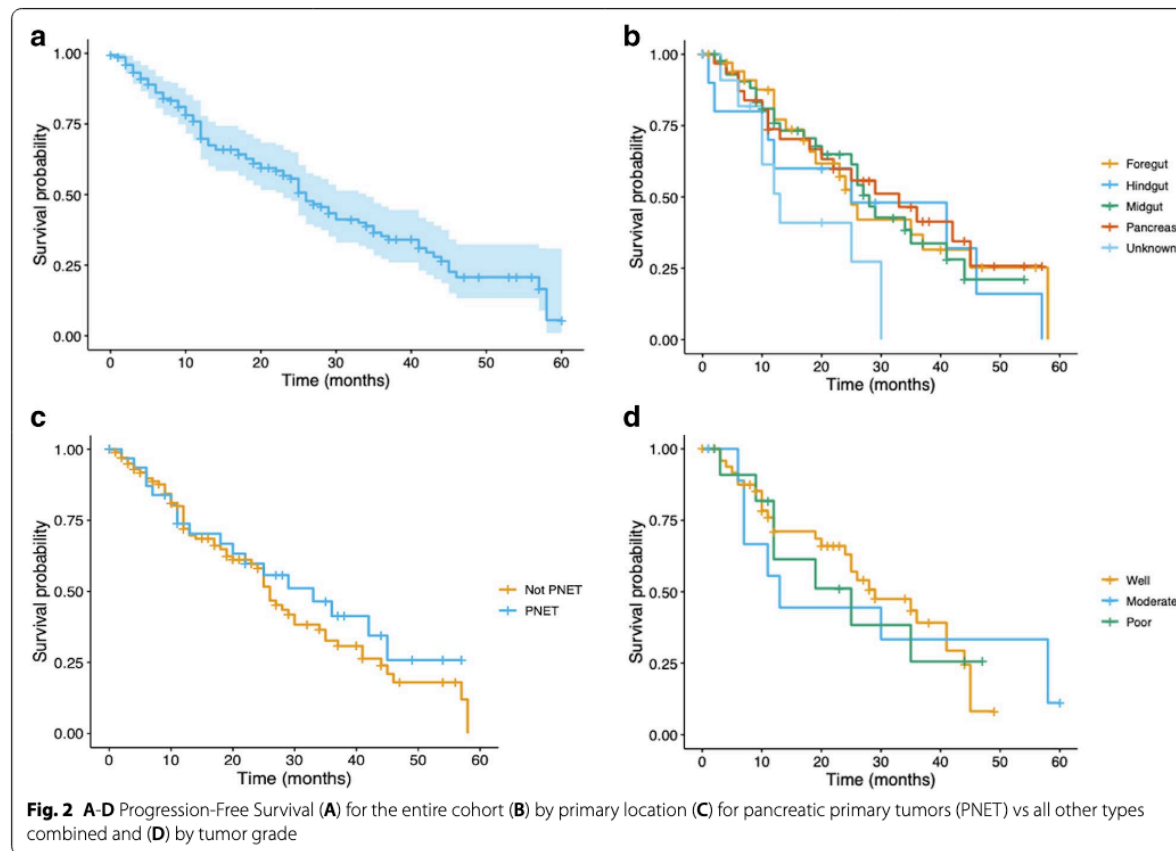 a
1.00
0.75
0.50
0.25
0.00
Survival probability
0 10 20 30 40 50 60
Time (months)
b
1.00
0.75
0.50
0.25
0.00
Survival probability
0 10 20 30 40 50 60
Time (months)
Foregut
Hindgut
Midgut
Pancreas
Unknown
c
1.00
0.75
0.50
0.25
0.00
Survival probability
0 10 20 30 40 50 60
Time (months)
Not PNET
PNET
d
1.00
0.75
0.50
0.25
0.00
Survival probability
0 10 20 30 40 50 60
Time (months)
Well
Moderate
Poor
Fig. 2 A-D Progression-Free Survival (A) for the entire cohort (B) by primary location (C) for pancreatic primary tumors (PNET) vs all other types
combined and (D) by tumor grade